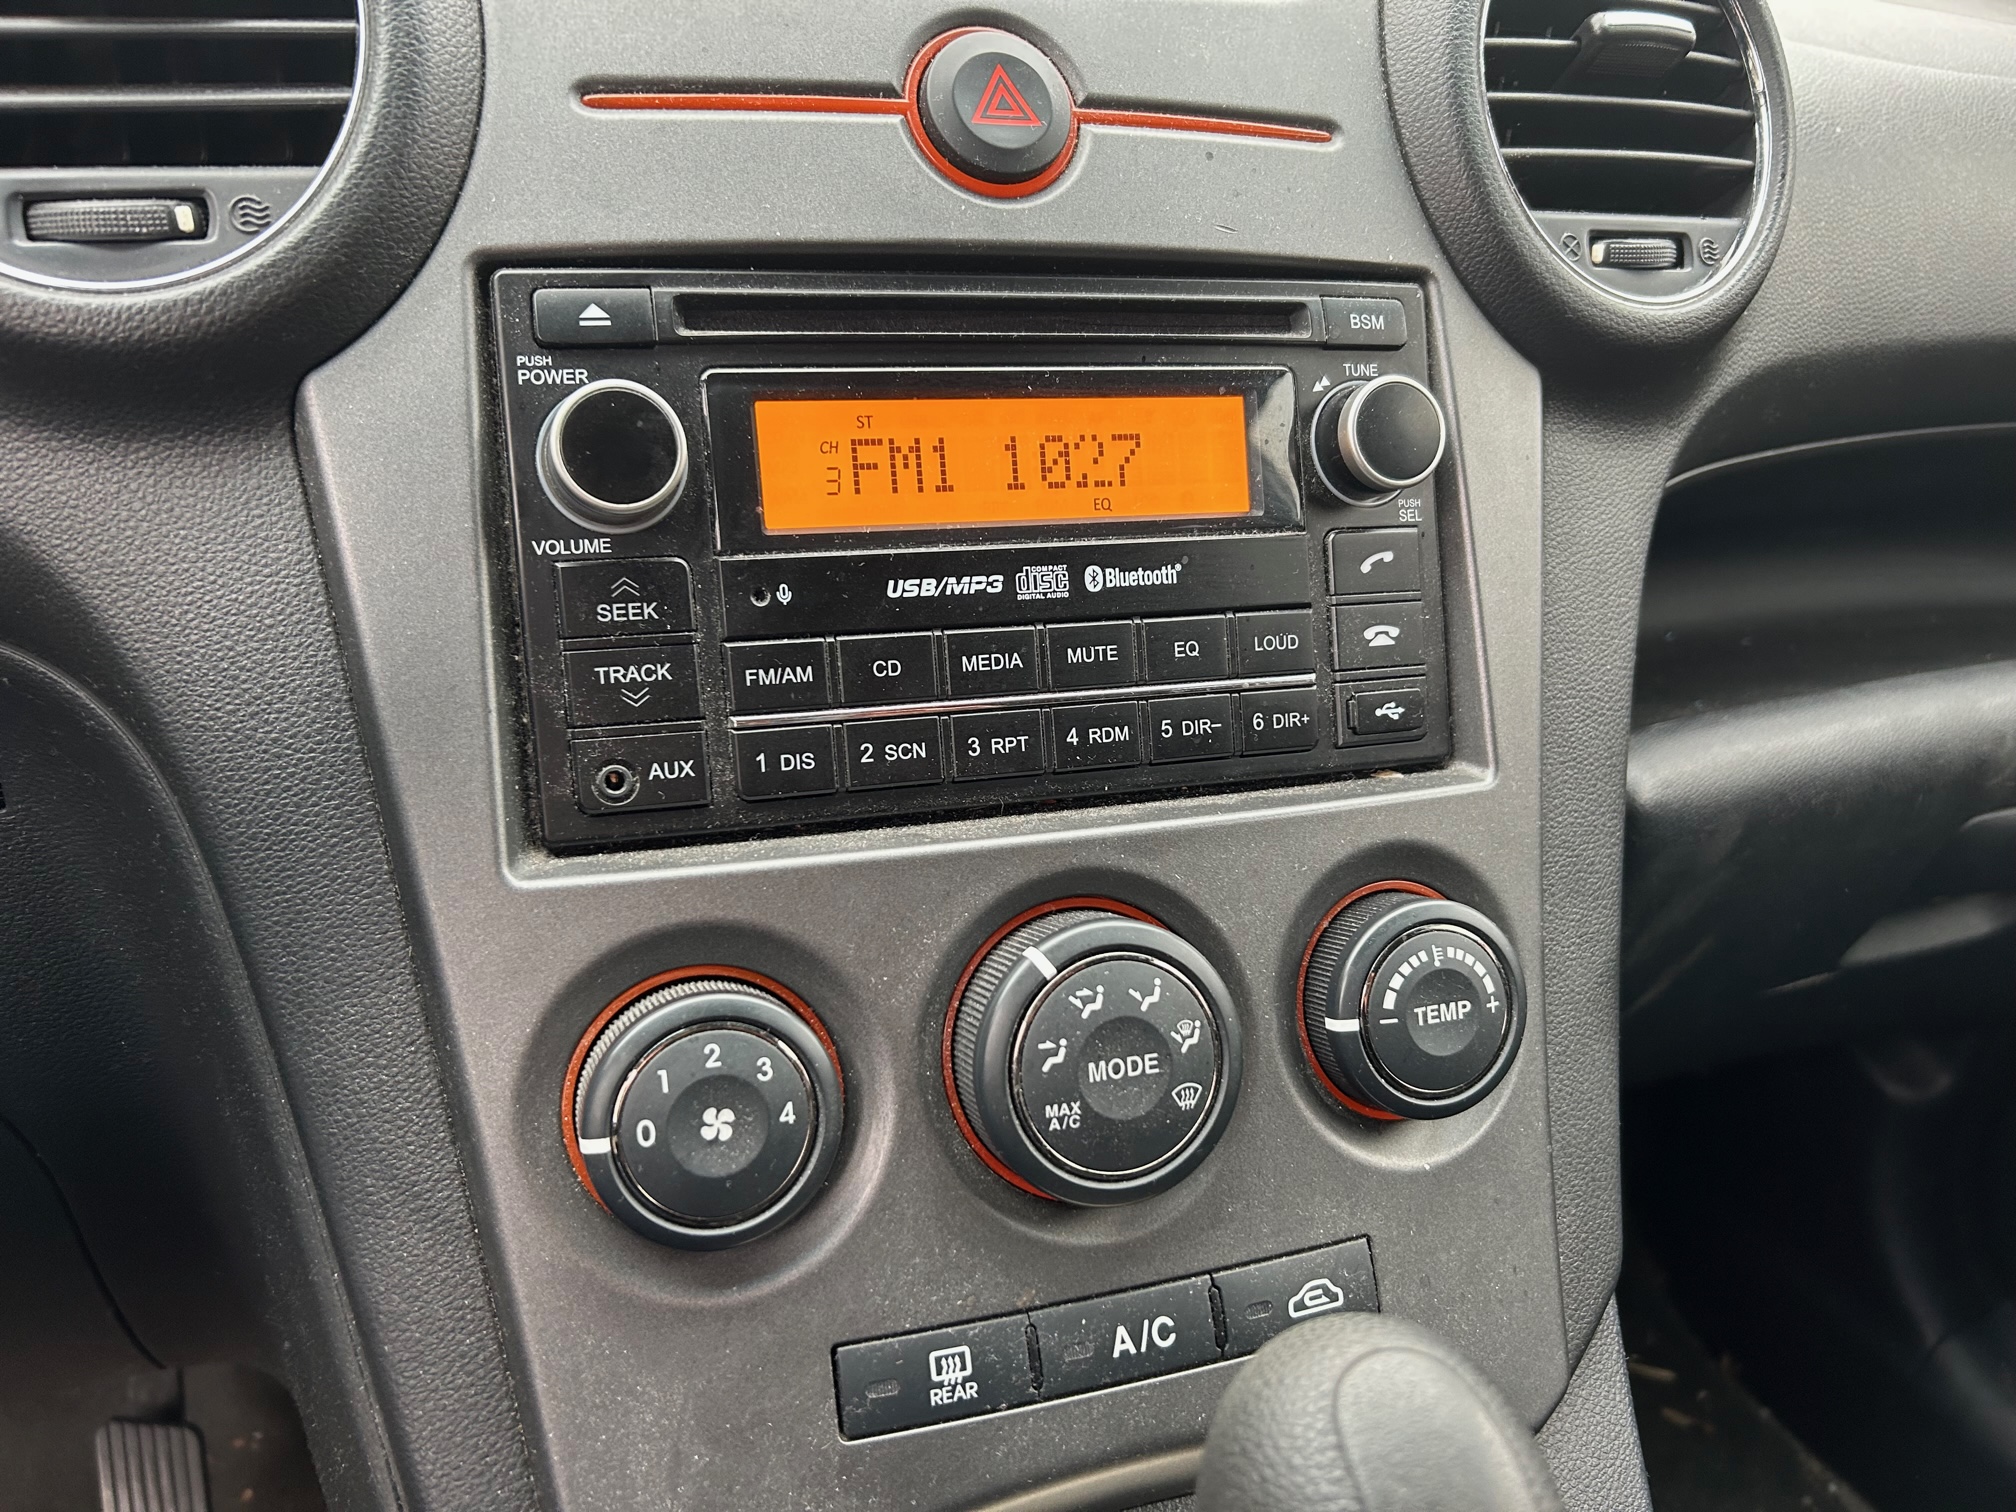 BSM
PUSH
POWER
TUNE
ST
CH
3 FM1 102.7
EQ
PUSH
SEL
VOLUME
SEEK
USB/MP3 COMPACT disc DIGITAL AUDIO Bluetooth®
TRACK
FM/AM CD MEDIA MUTE EQ LOUD
AUX
1 DIS 2 SCN 3 RPT 4 RDM 5 DIR- 6 DIR+
0 1 2 3 4
MODE
MAX
A/C
- TEMP +
REAR
A/C